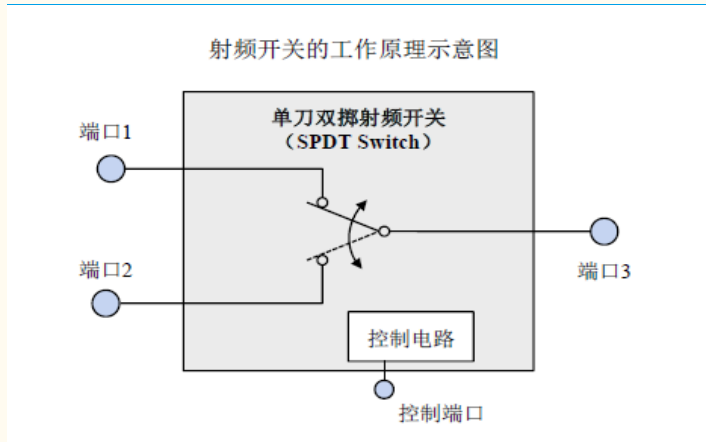 射频开关的工作原理示意图
单刀双掷射频开关
（SPDT Switch）
端口1
端口2
端口3
控制电路
控制端口